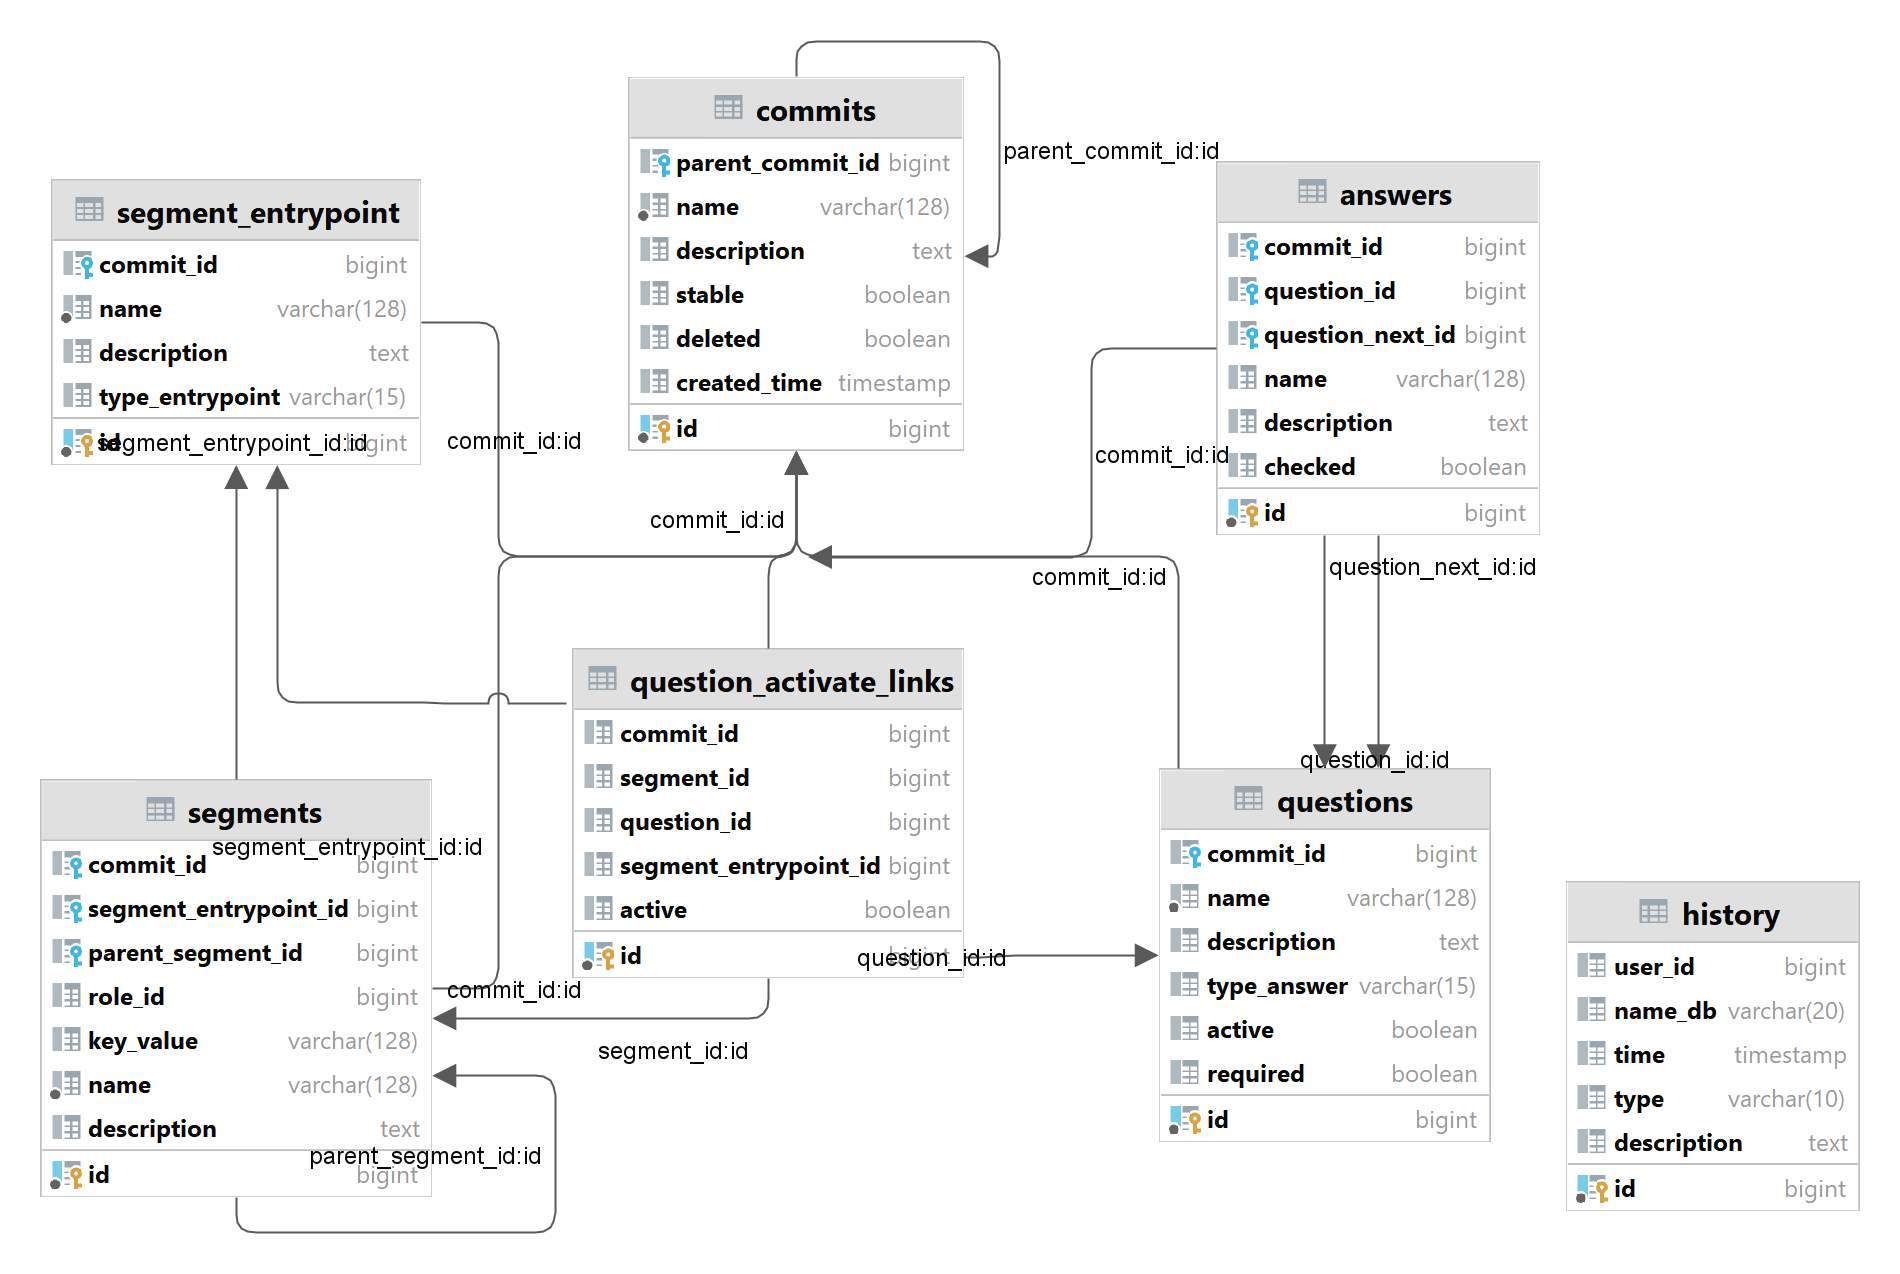 commits
parent_commit_id bigint
name varchar(128)
description text
stable boolean
deleted boolean
created_time timestamp
id bigint
parent_commit_id:id
segment_entrypoint
commit_id bigint
name varchar(128)
description text
type_entrypoint varchar(15)
id bigint
segment_entrypoint_id:id
commit_id:id
commit_id:id
answers
commit_id bigint
question_id bigint
question_next_id bigint
name varchar(128)
description text
checked boolean
id bigint
commit_id:id
commit_id:id
question_next_id:id
question_id:id
question_activate_links
commit_id bigint
segment_id bigint
question_id bigint
segment_entrypoint_id bigint
active boolean
id bigint
question_id:id
segments
segment_entrypoint_id:id
commit_id bigint
segment_entrypoint_id bigint
parent_segment_id bigint
role_id bigint
key_value varchar(128)
name varchar(128)
description text
id bigint
commit_id:id
segment_id:id
parent_segment_id:id
questions
commit_id bigint
name varchar(128)
description text
type_answer varchar(15)
active boolean
required boolean
id bigint
history
user_id bigint
name_db varchar(20)
time timestamp
type varchar(10)
description text
id bigint